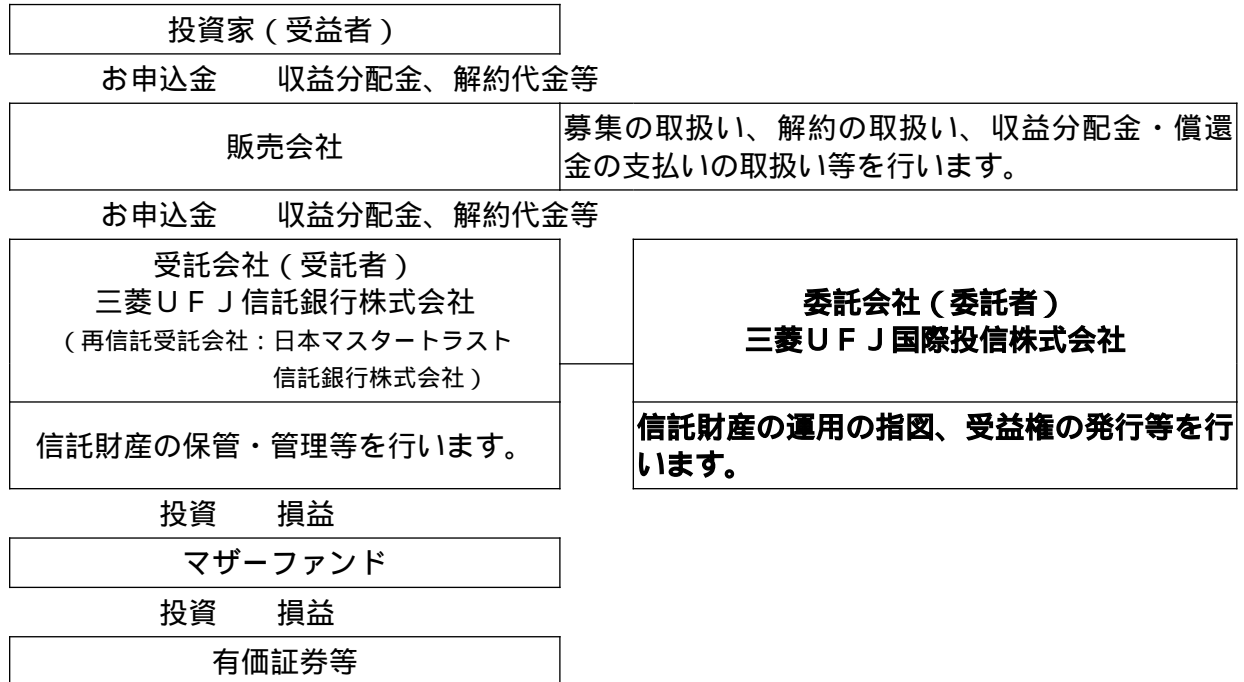 投資家（受益者）
お申込金　　収益分配金、解約代金等
販売会社
募集の取扱い、解約の取扱い、収益分配金・償還
金の支払いの取扱い等を行います。
お申込金　　収益分配金、解約代金等
受託会社（受託者）
三菱ＵＦＪ信託銀行株式会社
（再信託受託会社：日本マスタートラスト
信託銀行株式会社）
委託会社（委託者）
三菱ＵＦＪ国際投信株式会社
信託財産の保管・管理等を行います。
信託財産の運用の指図、受益権の発行等を行
います。
投資　　損益
マザーファンド
投資　　損益
有価証券等